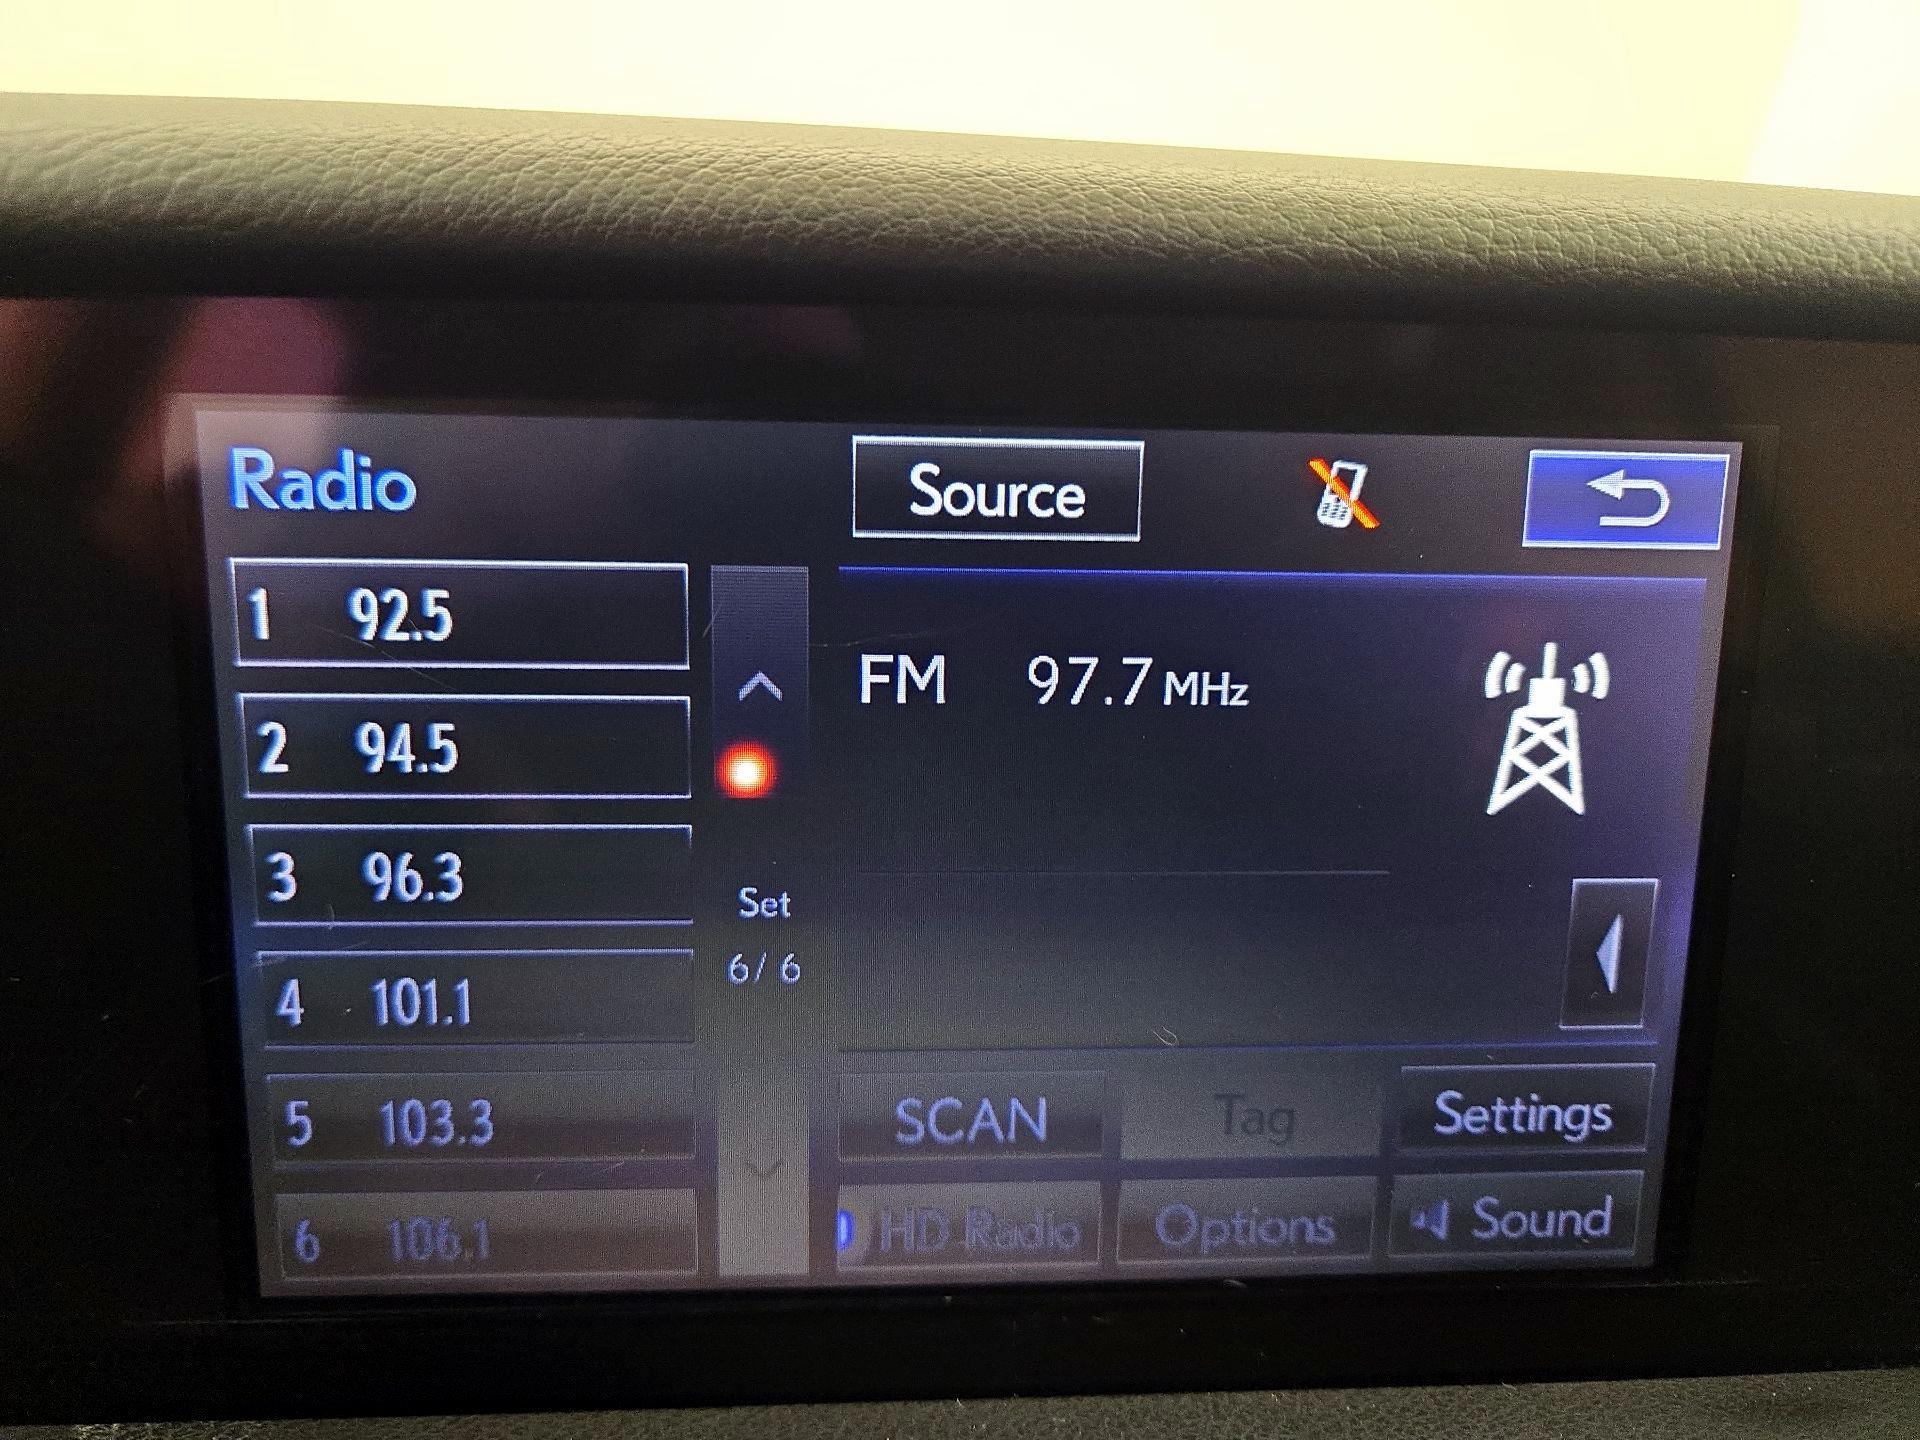 Radio
Source
1 92.5
2 94.5
3 96.3
4 101.1
5 103.3
6 106.1
Set
6/ 6
FM 97.7 MHz
SCAN
Tag
Settings
HD Radio
Options
Sound